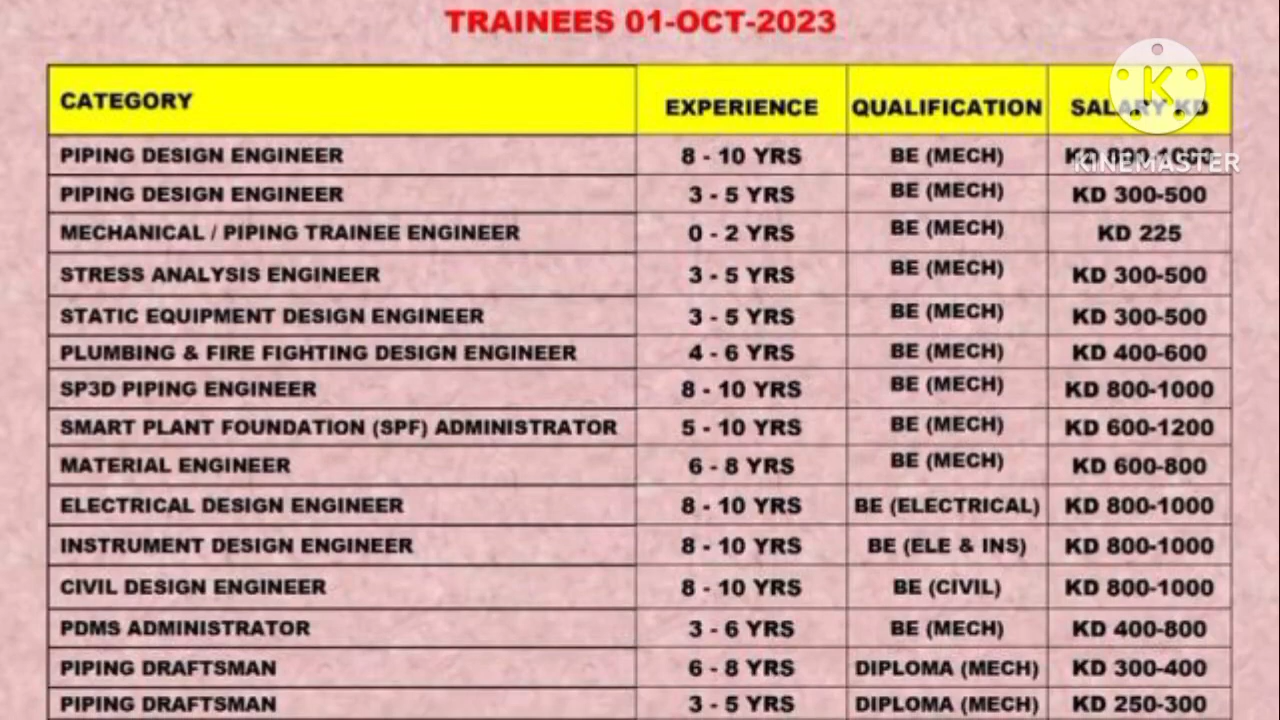 TRAINEES 01-OCT-2023
CATEGORY EXPERIENCE QUALIFICATION SALARY KD
PIPING DESIGN ENGINEER 8 - 10 YRS BE (MECH) KD
KINEMASTER
PIPING DESIGN ENGINEER 3 - 5 YRS BE (MECH) KD 300-500
MECHANICAL / PIPING TRAINEE ENGINEER 0 - 2 YRS BE (MECH) KD 225
STRESS ANALYSIS ENGINEER 3 - 5 YRS BE (MECH) KD 300-500
STATIC EQUIPMENT DESIGN ENGINEER 3 - 5 YRS BE (MECH) KD 300-500
PLUMBING & FIRE FIGHTING DESIGN ENGINEER 4 - 6 YRS BE (MECH) KD 400-600
SP3D PIPING ENGINEER 8 - 10 YRS BE (MECH) KD 800-1000
SMART PLANT FOUNDATION (SPF) ADMINISTRATOR 5 - 10 YRS BE (MECH) KD 600-1200
MATERIAL ENGINEER 6 - 8 YRS BE (MECH) KD 600-800
ELECTRICAL DESIGN ENGINEER 8 - 10 YRS BE (ELECTRICAL) KD 800-1000
INSTRUMENT DESIGN ENGINEER 8 - 10 YRS BE (ELE & INS) KD 800-1000
CIVIL DESIGN ENGINEER 8 - 10 YRS BE (CIVIL) KD 800-1000
PDMS ADMINISTRATOR 3 - 6 YRS BE (MECH) KD 400-800
PIPING DRAFTSMAN 6 - 8 YRS DIPLOMA (MECH) KD 300-400
PIPING DRAFTSMAN 3 - 5 YRS DIPLOMA (MECH) KD 250-300